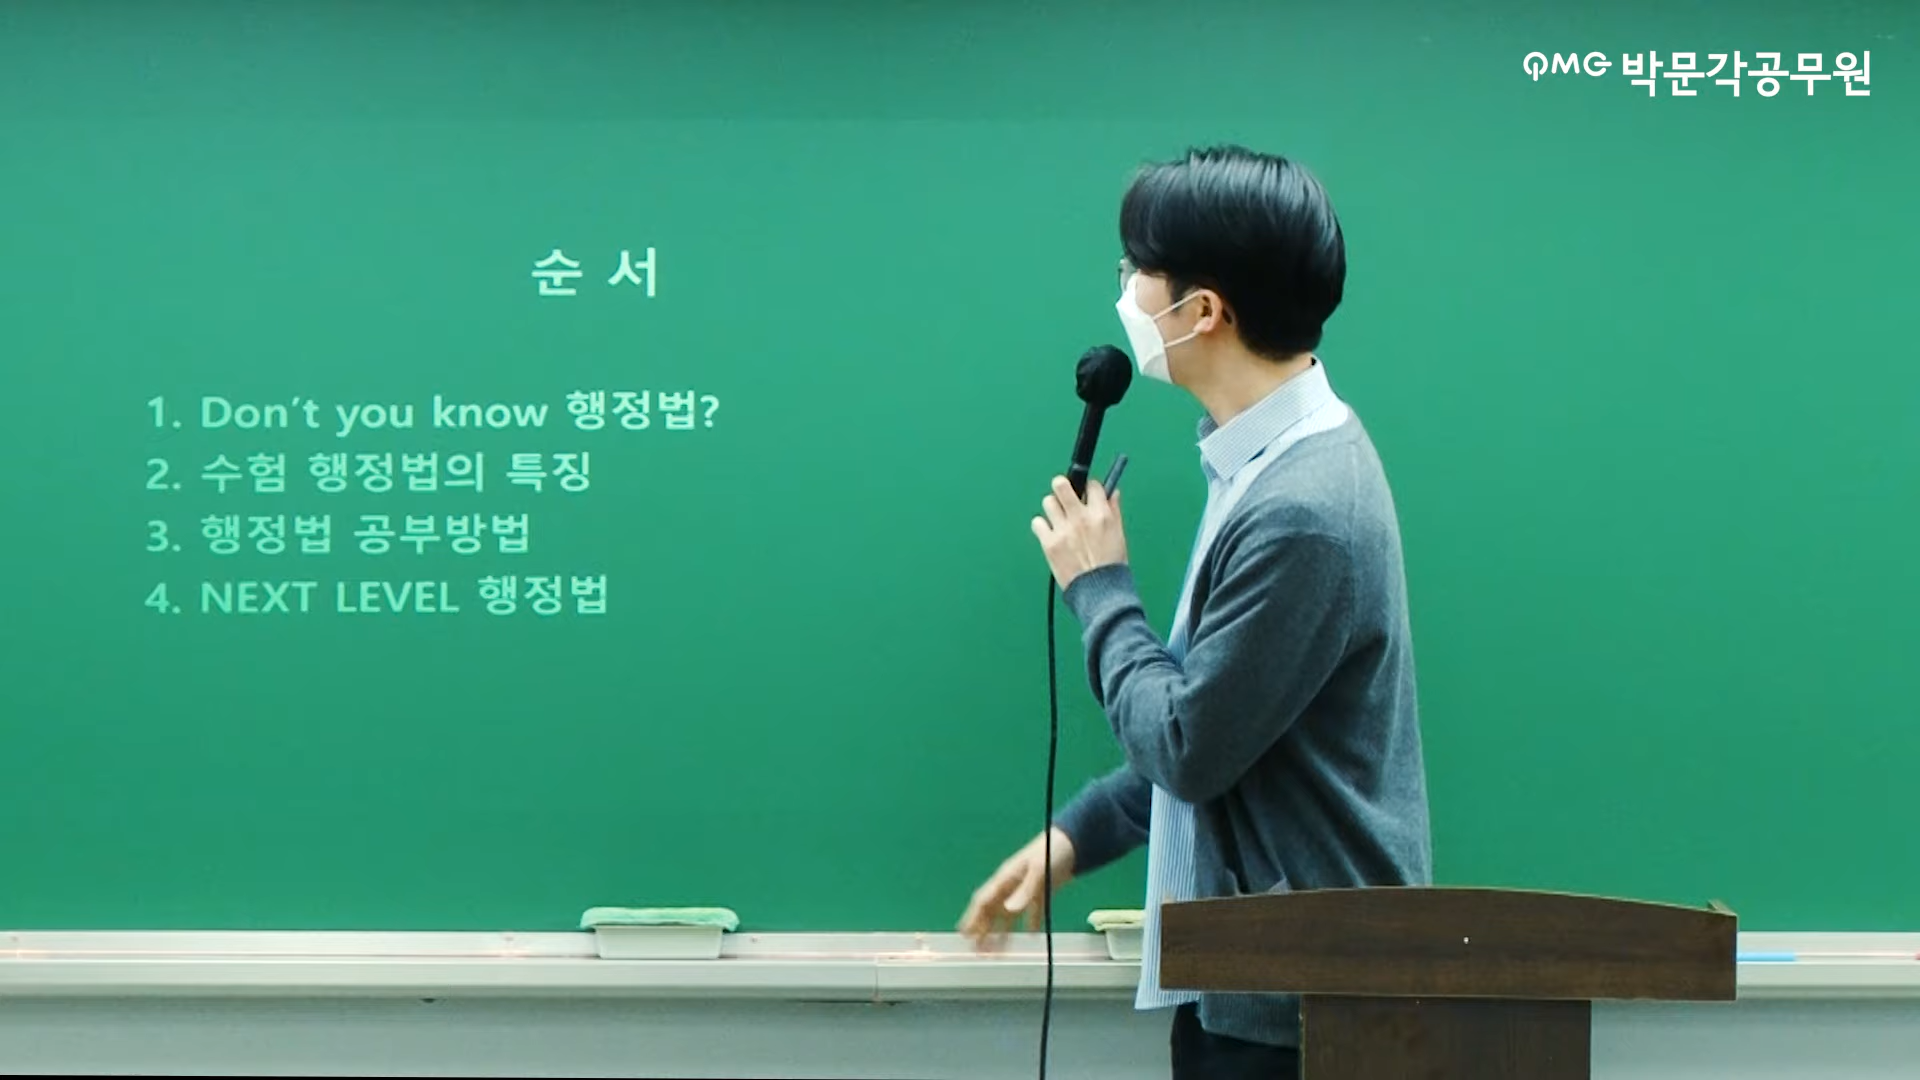 PMG 박문각공무원
순 서
1. Don't you know 행정법?
2. 수험 행정법의 특징
3. 행정법 공부방법
4. NEXT LEVEL 행정법